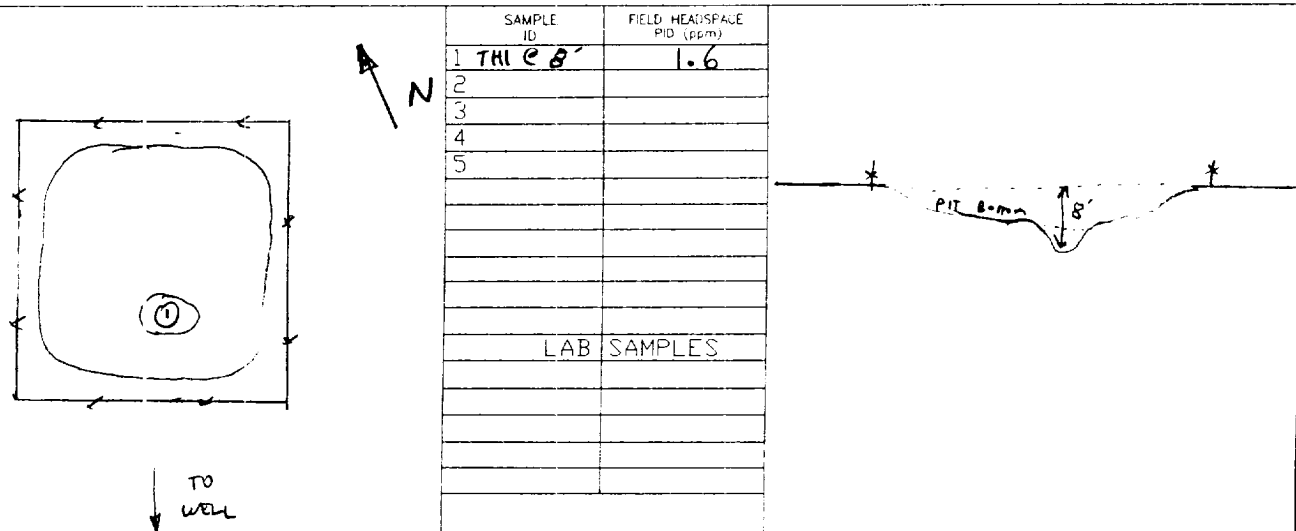 SAMPLE ID
FIELD HEADSPACE PID (ppm)
1 TH1 @ 8' 1.6
2
3
4
5
LAB SAMPLES
N
1
TO
WELL
PIT Bottom
8'